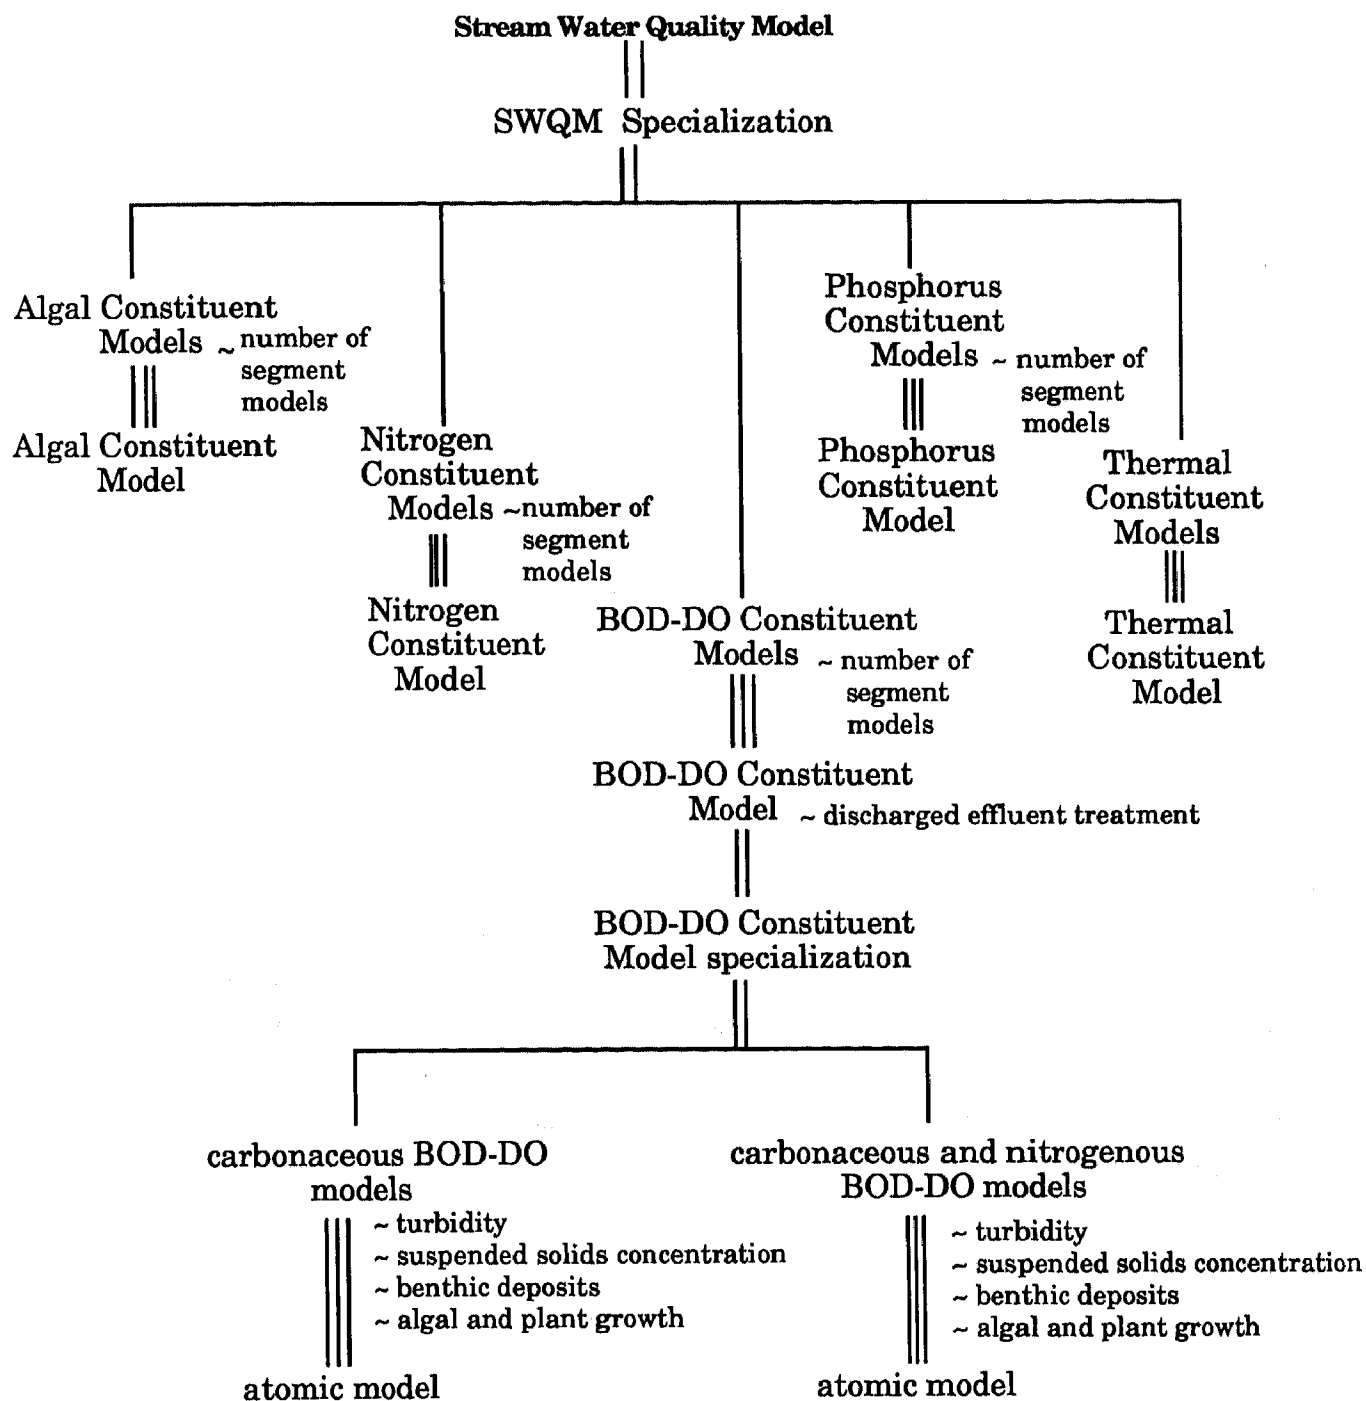 Stream Water Quality Model
SWQM Specialization
Algal Constituent
Models ~ number of
segment
models
Algal Constituent
Model
Nitrogen
Constituent
Models ~number of
segment
models
Nitrogen
Constituent
Model
BOD-DO Constituent
Models ~ number of
segment
models
BOD-DO Constituent
Model ~ discharged effluent treatment
BOD-DO Constituent
Model specialization
Phosphorus
Constituent
Models ~ number of
segment
models
Phosphorus
Constituent
Model
Thermal
Constituent
Models
Thermal
Constituent
Model
carbonaceous BOD-DO
models
~ turbidity
~ suspended solids concentration
~ benthic deposits
~ algal and plant growth
atomic model
carbonaceous and nitrogenous
BOD-DO models
~ turbidity
~ suspended solids concentration
~ benthic deposits
~ algal and plant growth
atomic model